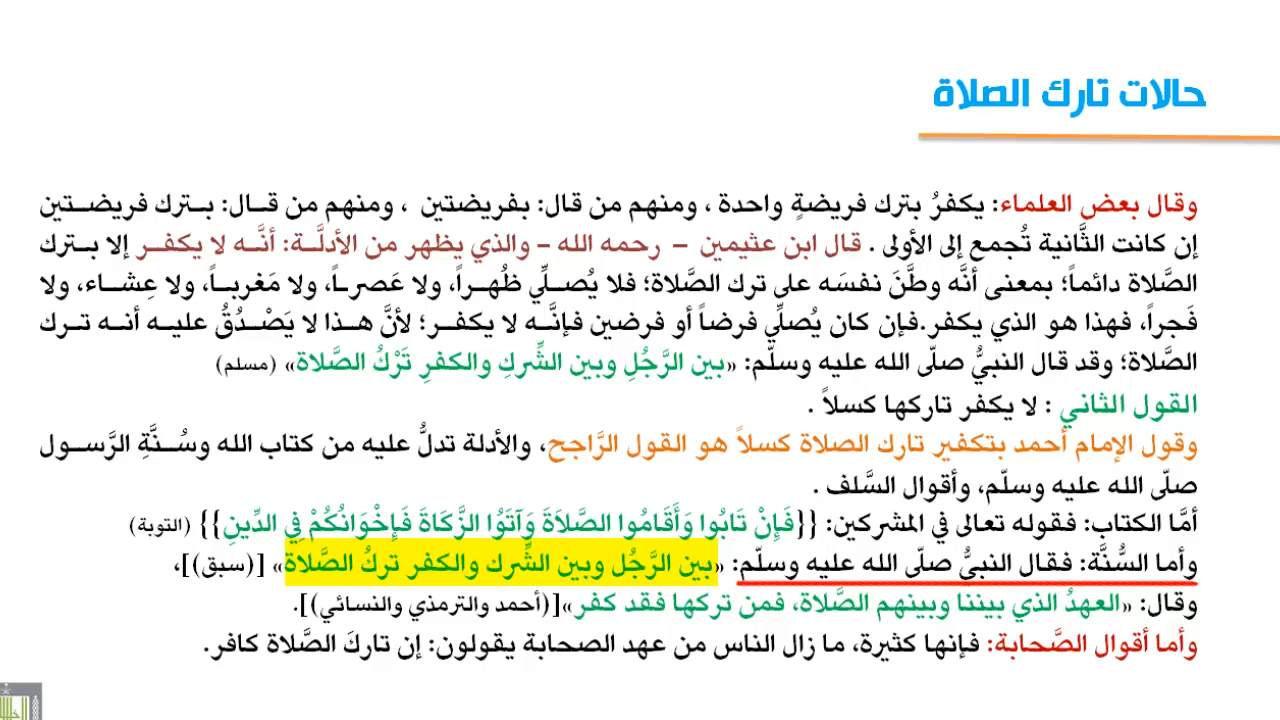 حالات تارك الصلاة
وقال بعض العلماء: يكفرُ بترك فريضةٍ واحدة ، ومنهم من قال: بفريضتين ، ومنهم من قال: بترك فريضتين
إن كانت الثَّانية تُجمع إلى الأولى . قال ابن عثيمين – رحمه الله – والذي يظهر من الأدلَّة: أنَّه لا يكفر إلا بترك
الصَّلاة دائماً؛ بمعنى أنَّه وطَّنَ نفسَه على ترك الصَّلاة؛ فلا يُصلِّي ظُهراً، ولا عَصراً، ولا مَغرباً، ولا عِشاء، ولا
فَجراً، فهذا هو الذي يكفر.فإن كان يُصلِّي فرضاً أو فرضين فإنَّه لا يكفر؛ لأنَّ هذا لا يَصْدُقُ عليه أنه ترك
الصَّلاة؛ وقد قال النبيُّ صلّى الله عليه وسلّم: «بين الرَّجُلِ وبين الشِّركِ والكفرِ تَرْكُ الصَّلاة» (مسلم)
القول الثاني : لا يكفر تاركها كسلاً .
وقول الإمام أحمد بتكفير تارك الصلاة كسلاً هو القول الرَّاجح، والأدلة تدلُّ عليه من كتاب الله وسُنَّةِ الرَّسول
صلّى الله عليه وسلّم، وأقوال السَّلف .
أمَّا الكتاب: فقوله تعالى في المشركين: {{فَإِنْ تَابُوا وَأَقَامُوا الصَّلاَةَ وَآتَوُا الزَّكَاةَ فَإِخْوَانُكُمْ فِي الدِّينِ}} (التوبة)
وأما السُّنَّة: فقال النبيُّ صلّى الله عليه وسلّم: «بين الرَّجُل وبين الشِّرك والكفر تركُ الصَّلاة» [(سبق)]،
وقال: «العهدُ الذي بيننا وبينهم الصَّلاة، فمن تركها فقد كفر»[(أحمد والترمذي والنسائي)].
وأما أقوال الصَّحابة: فإنها كثيرة، ما زال الناس من عهد الصحابة يقولون: إن تاركَ الصَّلاة كافر.